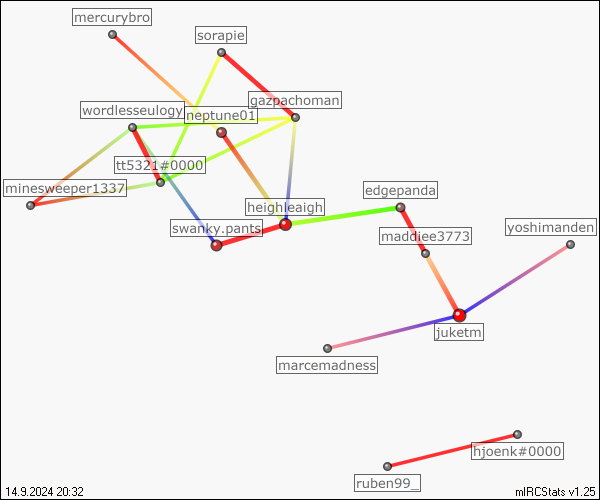 mercurybro
sorapie
gazpachoman
wordlesseulogy
neptune01
tt5321#0000
minesweeper1337
edgepanda
heighleaigh
swanky.pants
maddiee3773
yoshimanden
juketm
marcemadness
hjoenk#0000
ruben99_
14.9.2024 20:32
mIRCStats v1.25